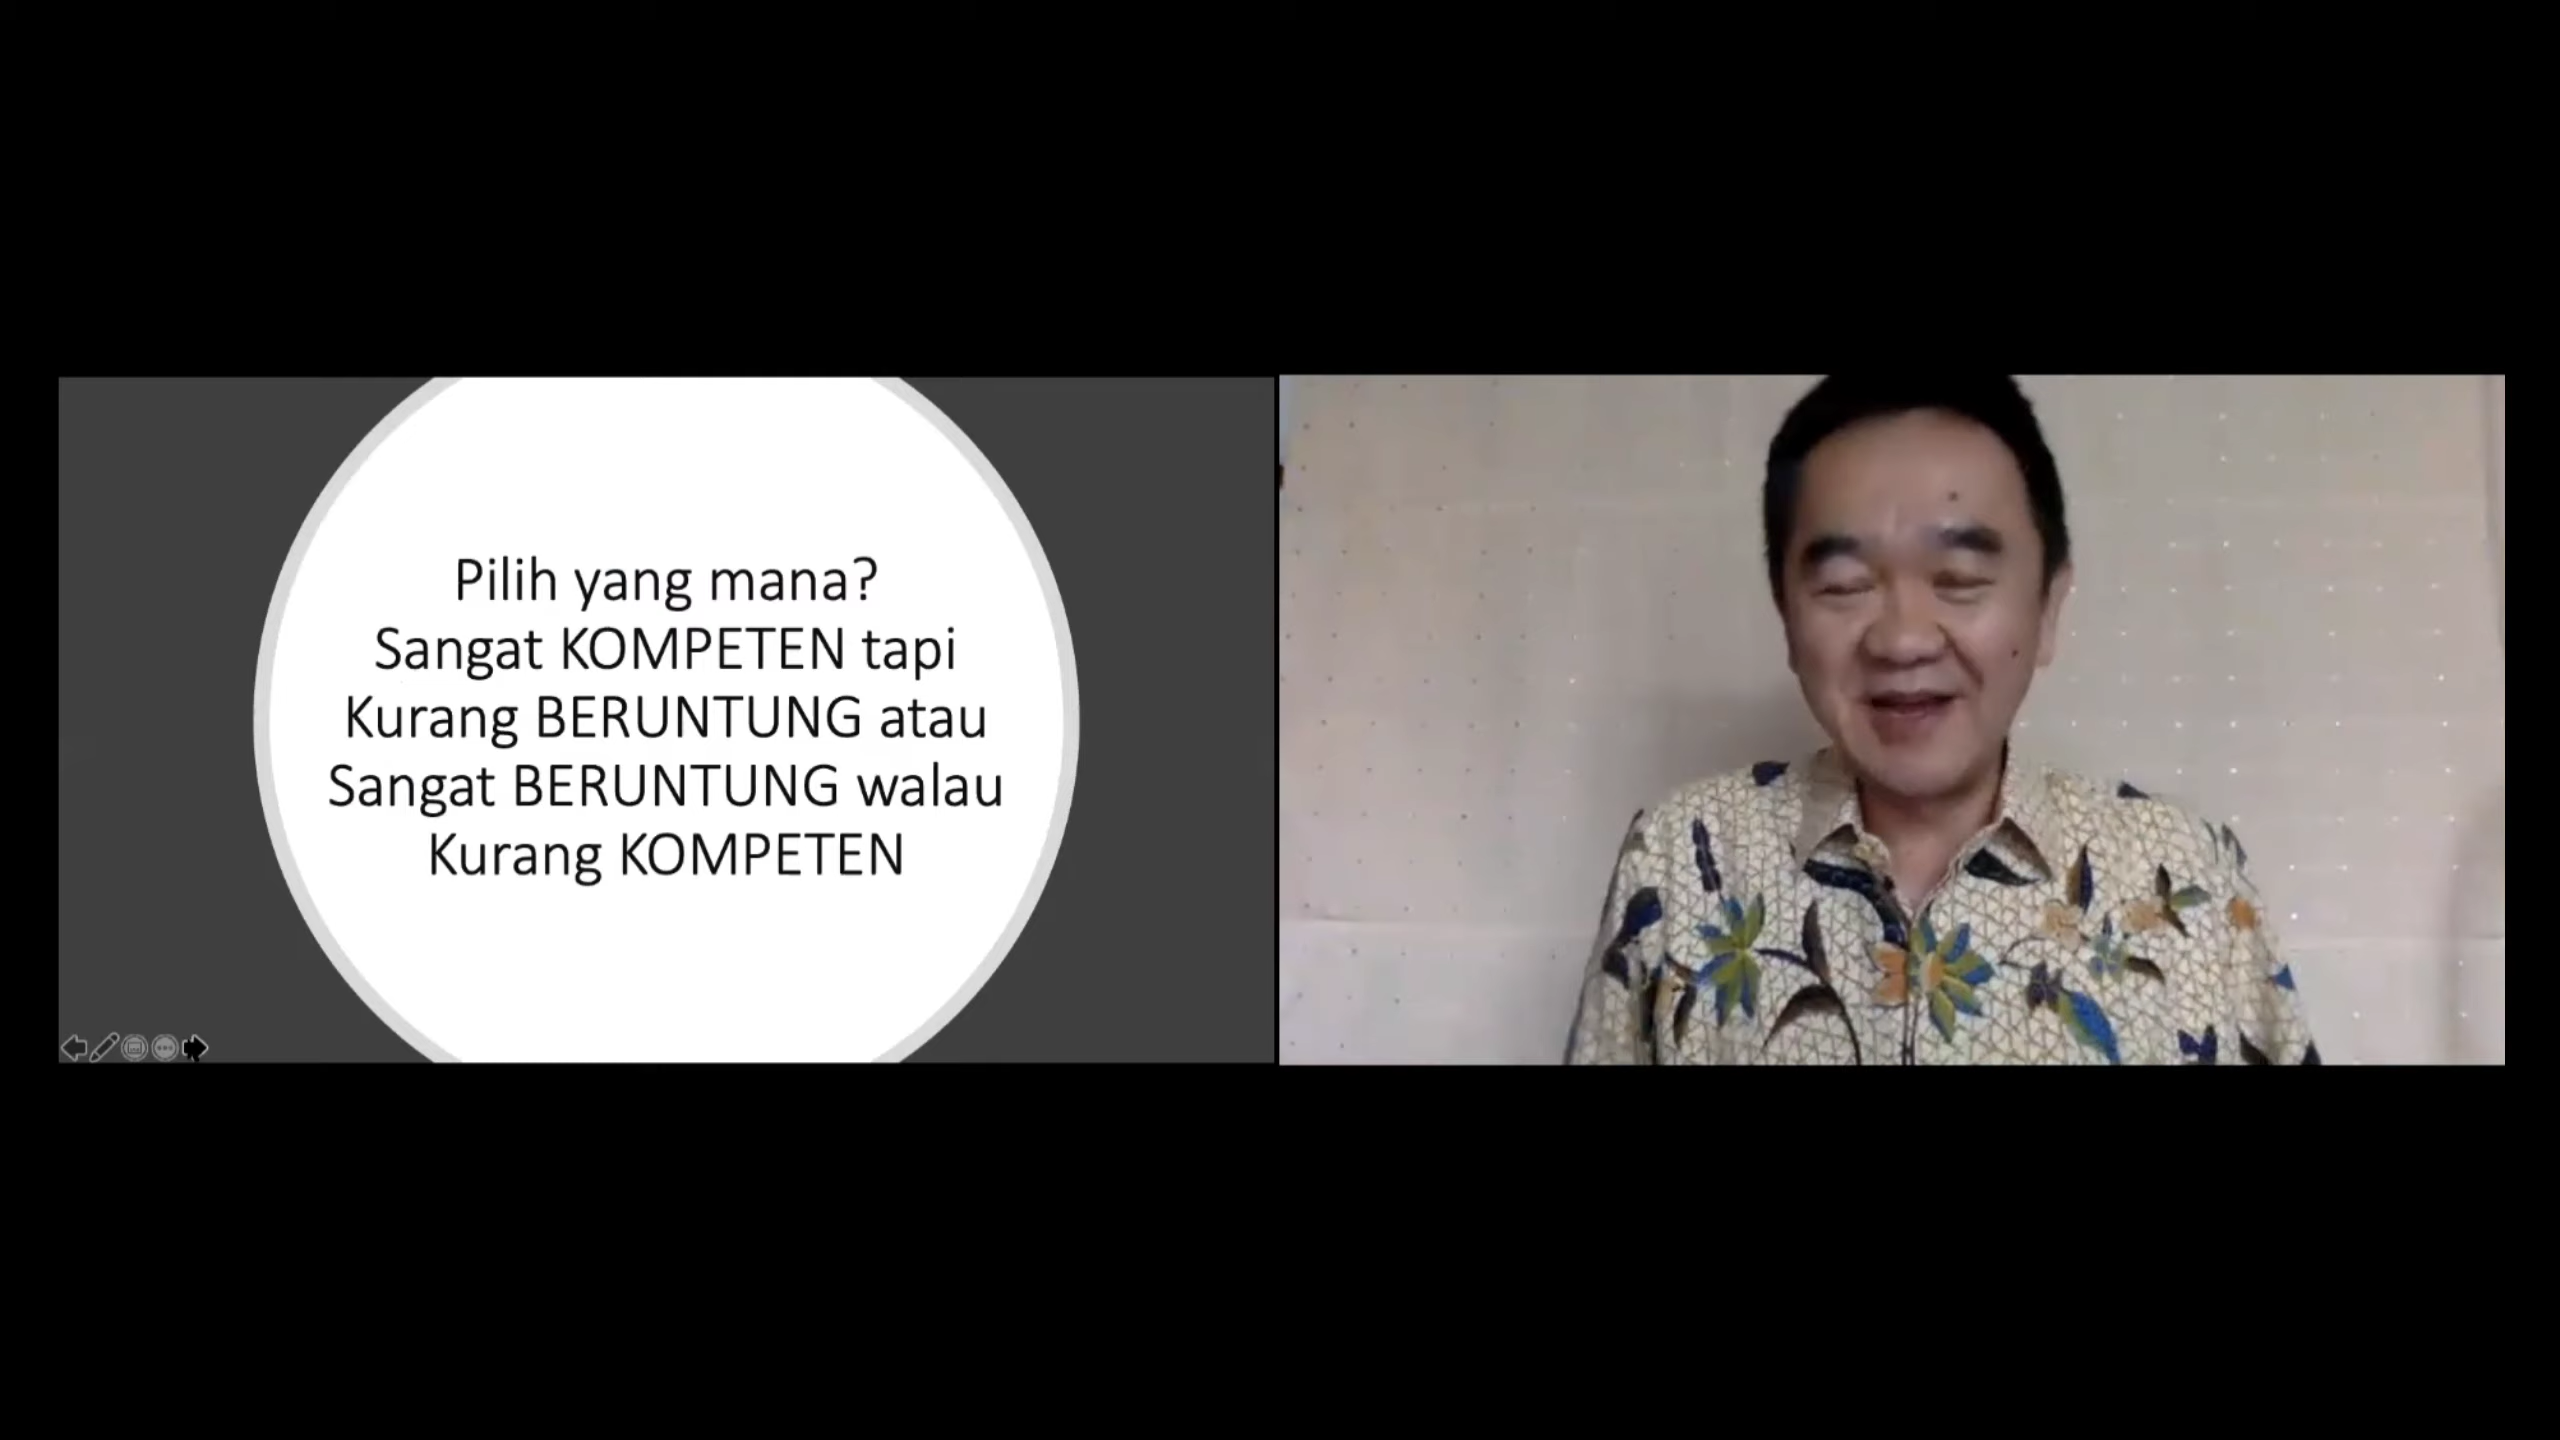 Pilih yang mana?
Sangat KOMPETEN tapi
Kurang BERUNTUNG atau
Sangat BERUNTUNG walau
Kurang KOMPETEN